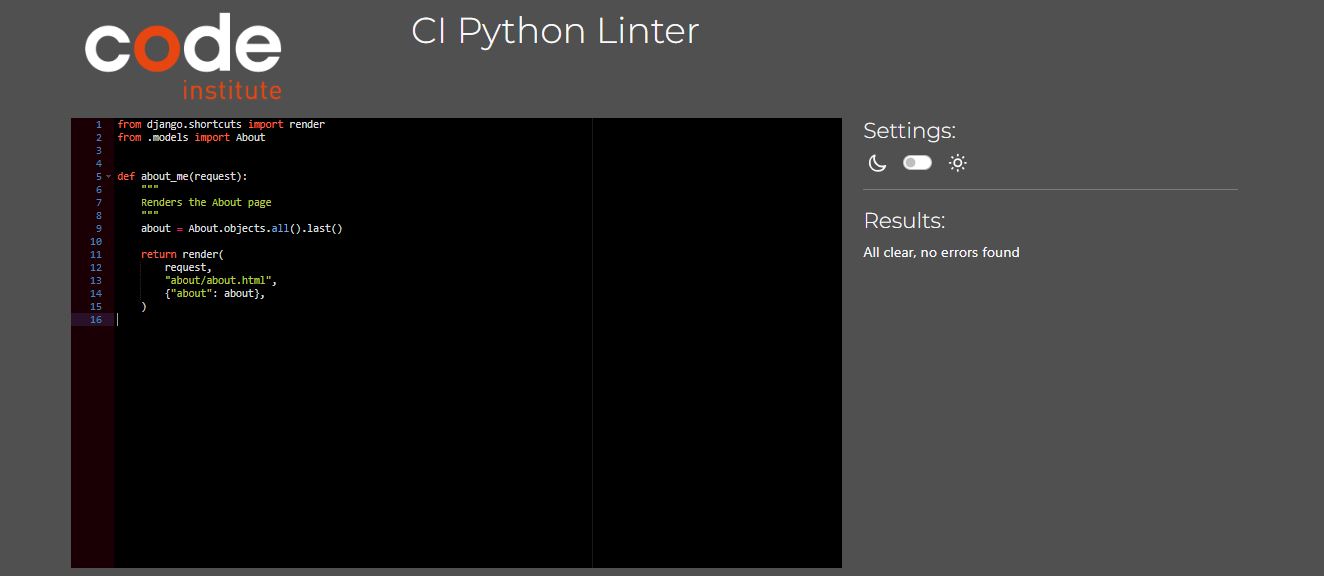 code
institute
CI Python Linter
1 from django.shortcuts import render
2 from .models import About
3
4
5 def about_me(request):
6     """
7     Renders the About page
8     """
9     about = About.objects.all().last()
10
11     return render(
12         request,
13         "about/about.html",
14         {"about": about},
15     )
16
Settings:
Results:
All clear, no errors found